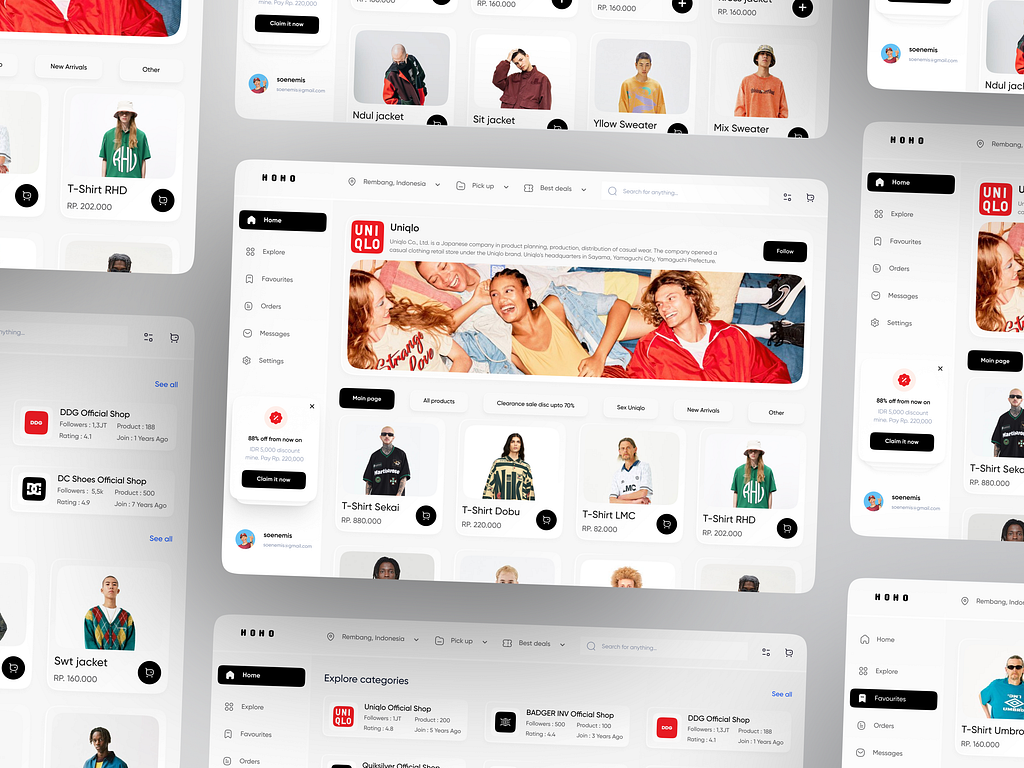 New Arrivals
Other
T-Shirt RHD
RP. 202.000
mine. Pay Rp. 220,000
Claim it now
soenemis
soenemis@gmail.com
RP. 160.000
RP. 160.000
RP. 160.000
RP. 160.000
Ndul jacket
Sit jacket
Yllow Sweater
Mix Sweater
soenemis
soenemis@gmail.com
Ndul jacket
HOHO
Rembang, Indonesia
Pick up
Best deals
Search for anything..
Home
Explore
Favourites
Orders
Messages
Settings
88% off from now on
IDR 5,000 discount
mine. Pay Rp. 220,000
Claim it now
soenemis
soenemis@gmail.com
UNI
QLO
Uniqlo
Uniqlo Co., Ltd. is a Japanese company in product planning, production, distribution of casual wear. The company opened a
casual clothing retail store under the Uniqlo brand. Uniqlo's headquarters in Sayama, Yamaguchi City, Yamaguchi Prefecture.
Follow
Strange
Love
Main page
All products
Clearance sale disc upto 70%
Sex Uniqlo
New Arrivals
Other
T-Shirt Sekai
RP. 880.000
T-Shirt Dobu
RP. 220.000
T-Shirt LMC
RP. 82.000
T-Shirt RHD
RP. 202.000
nything...
See all
DDG
DDG Official Shop
Followers : 1,3JT
Product : 188
Rating : 4.1
Join : 1 Years Ago
DC Shoes Official Shop
Followers : 5,5k
Product : 500
Rating : 4.9
Join : 7 Years Ago
See all
Swt jacket
RP. 160.000
HOHO
Rembang, Indonesia
Pick up
Best deals
Search for anything..
Home
Explore
Favourites
Orders
Explore categories
See all
UNI
QLO
Uniqlo Official Shop
Followers : 1JT
Product : 200
Rating : 4.8
Join : 5 Years Ago
BADGER INV Official Shop
Followers : 500
Product : 100
Rating : 4.4
Join : 3 Years Ago
DDG
DDG Official Shop
Followers : 1,3JT
Product : 188
Rating : 4.1
Join : 1 Years Ago
Quiksilver Official Shop
HOHO
Rembang,
Home
Explore
Favourites
Orders
Messages
Settings
UNI
QLO
Main page
88% off from now on
IDR 5,000 discount
mine. Pay Rp. 220,000
Claim it now
soenemis
soenemis@gmail.com
T-Shirt Seka
RP. 880.000
HOHO
Rembang, Indon
Home
Explore
Favourites
Orders
Messages
T-Shirt Umbro
RP. 160.000